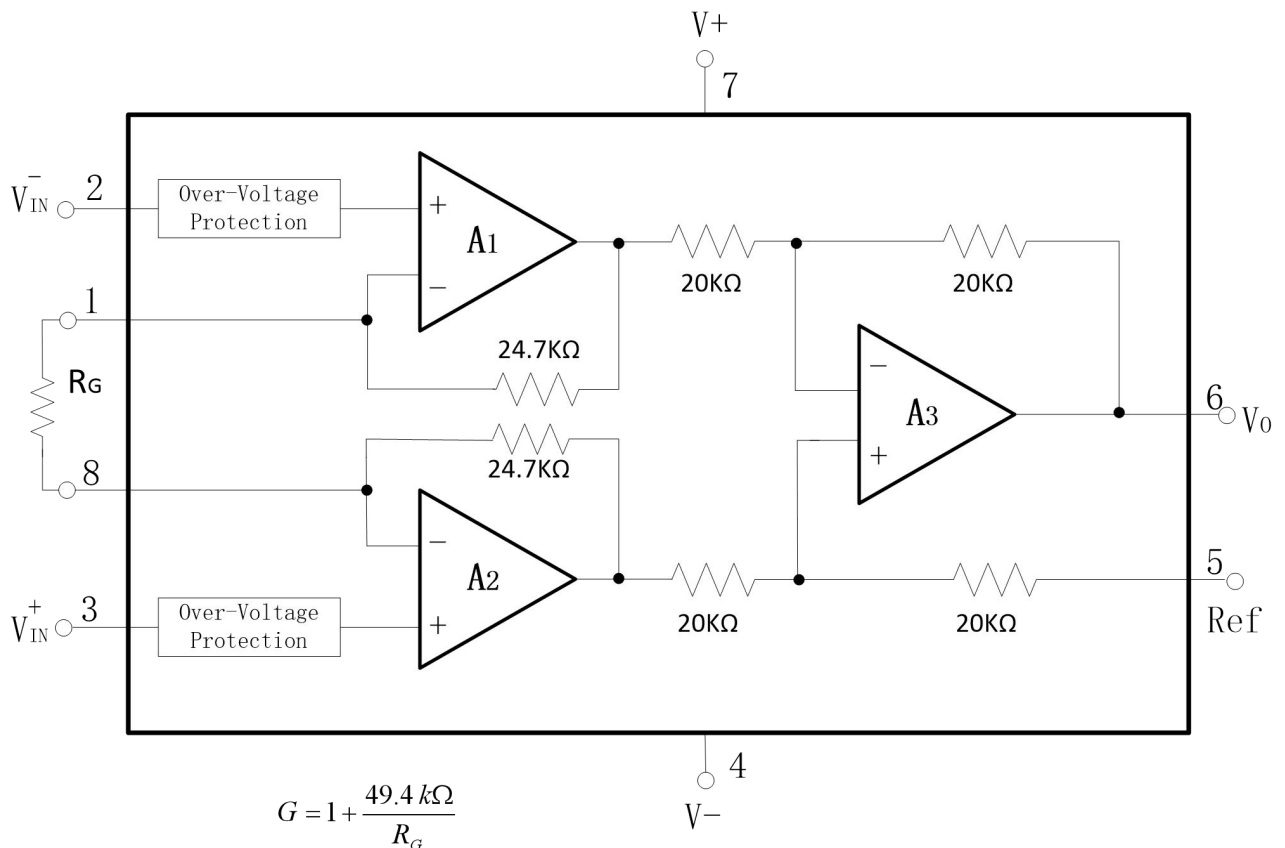 V+
7
V-IN
2
Over-Voltage
Protection
+
A1
−
20KΩ
20KΩ
1
RG
24.7KΩ
24.7KΩ
8
−
A3
+
6
VO
−
A2
+
V+IN
3
Over-Voltage
Protection
20KΩ
20KΩ
5
Ref
4
V-
G = 1 + 49.4 kΩ / RG